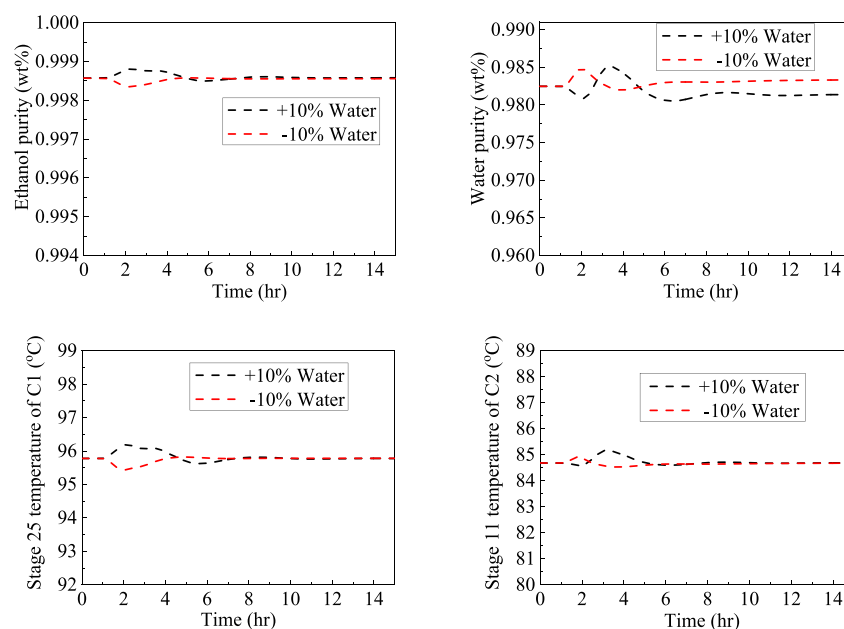 Ethanol purity (wt%)
1.000
0.999
0.998
0.997
0.996
0.995
0.994
+10% Water
-10% Water
0 2 4 6 8 10 12 14
Time (hr)
Water purity (wt%)
0.990
0.985
0.980
0.975
0.970
0.965
0.960
+10% Water
-10% Water
0 2 4 6 8 10 12 14
Time (hr)
Stage 25 temperature of C1 (°C)
99
98
97
96
95
94
93
92
+10% Water
-10% Water
0 2 4 6 8 10 12 14
Time (hr)
Stage 11 temperature of C2 (°C)
89
88
87
86
85
84
83
82
81
80
+10% Water
-10% Water
0 2 4 6 8 10 12 14
Time (hr)